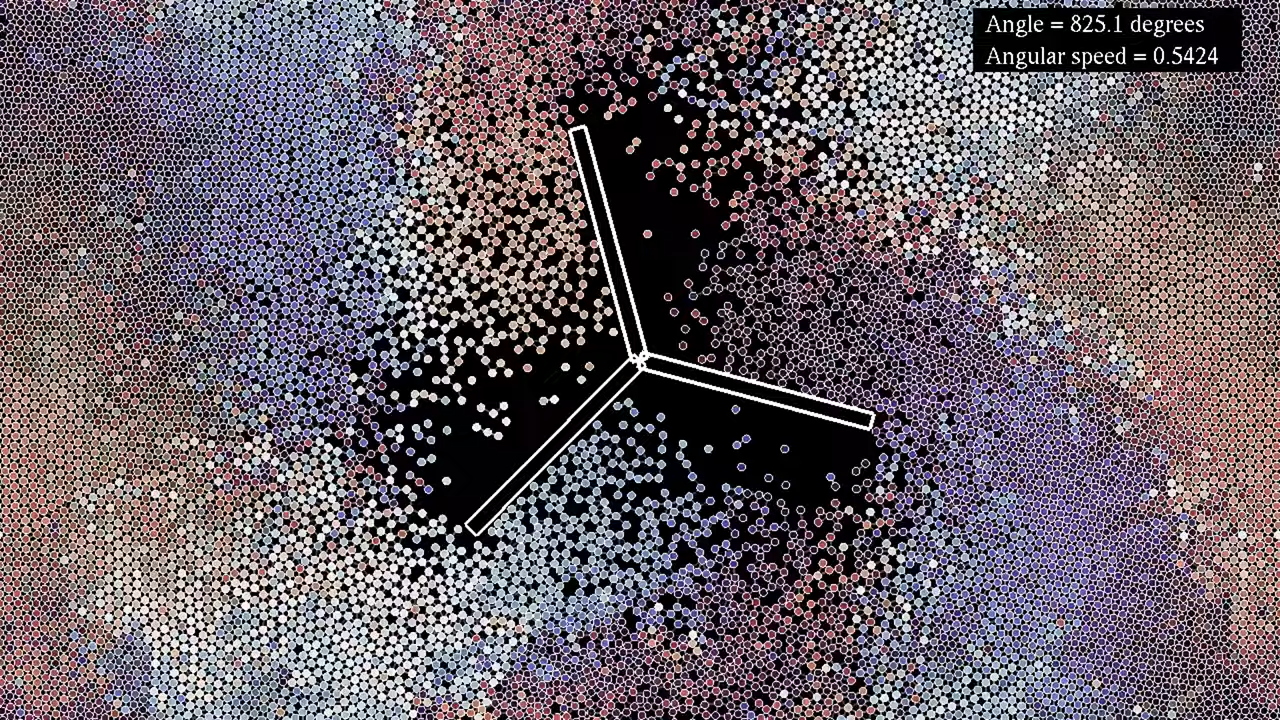 Angle = 825.1 degrees
Angular speed = 0.5424